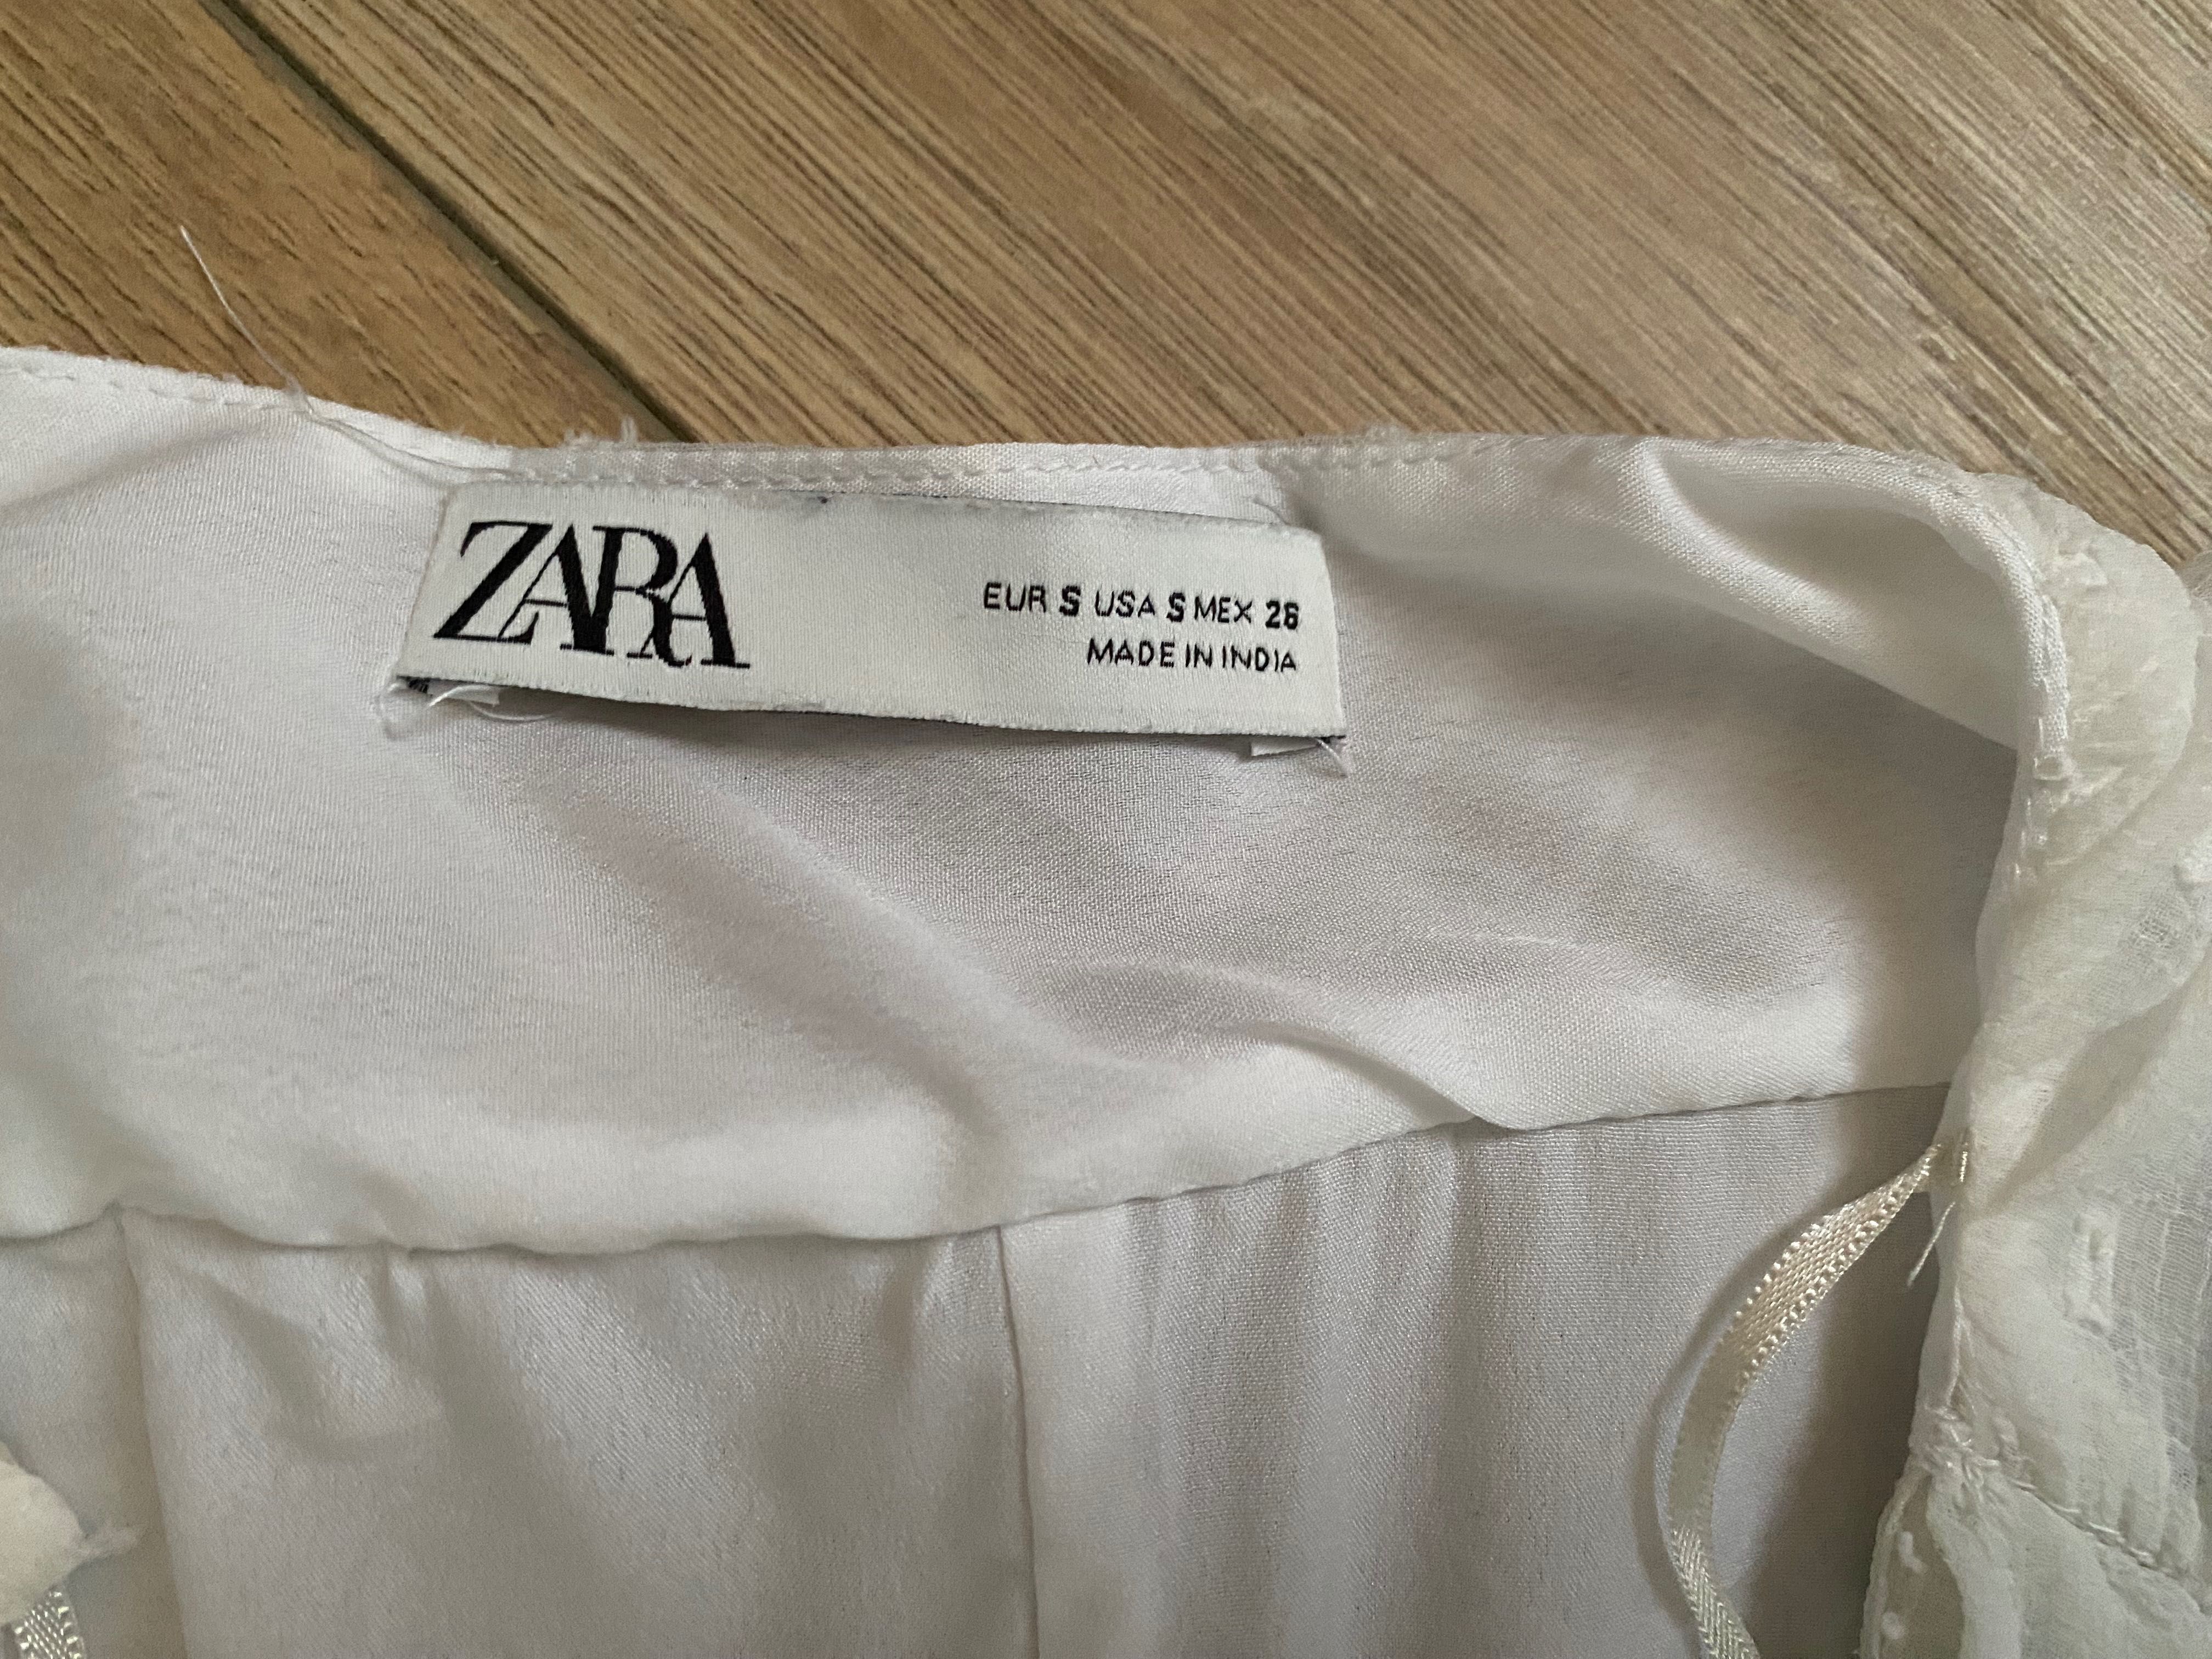 ZARA
EUR S USA S MEX 26
MADE IN INDIA